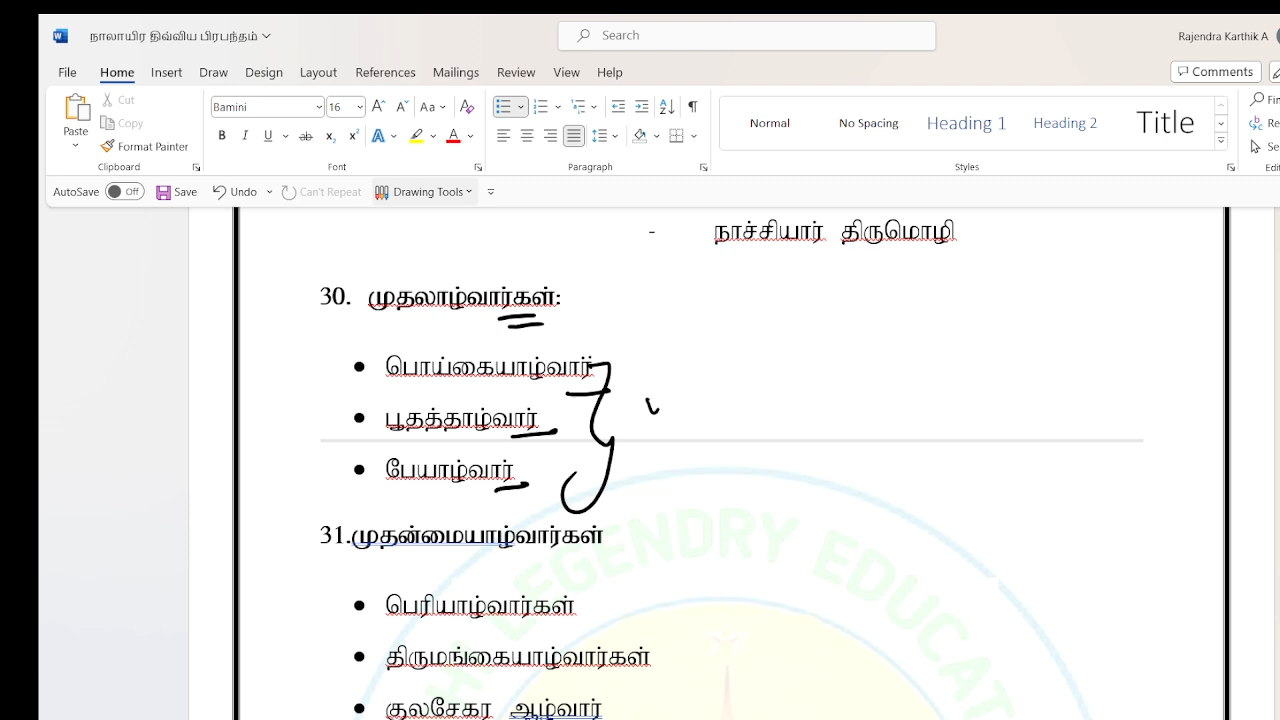 நாலாயிர திவ்விய பிரபந்தம்
Search
Rajendra Karthik A
File Home Insert Draw Design Layout References Mailings Review View Help
Comments
Paste
Cut
Copy
Format Painter
Clipboard
Bamini 16
Font
Paragraph
Normal No Spacing Heading 1 Heading 2 Title
Styles
AutoSave Off Save Undo Can't Repeat Drawing Tools
- நாச்சியார் திருமொழி
30. முதலாழ்வார்கள்:
• பொய்கையாழ்வார்
• பூதத்தாழ்வார்
• பேயாழ்வார்
31.முதன்மையாழ்வார்கள்
• பெரியாழ்வார்கள்
• திருமங்கையாழ்வார்கள்
• குலசேகர ஆழ்வார்